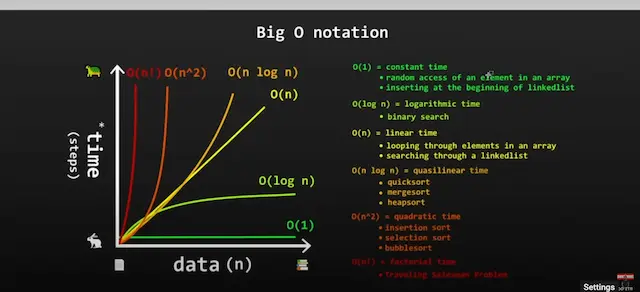 Big O notation
O(n!)
O(n^2)
O(n log n)
O(n)
O(log n)
O(1)
*time
(steps)
data(n)
O(1) = constant time
• random access of an element in an array
• inserting at the beginning of linkedlist
O(log n) = logarithmic time
• binary search
O(n) = linear time
• looping through elements in an array
• searching through a linkedlist
O(n log n) = quasilinear time
• quicksort
• mergesort
• heapsort
O(n^2) = quadratic time
• insertion sort
• selection sort
• bubblesort
O(n!) = factorial time
• Traveling Salesman Problem
Settings